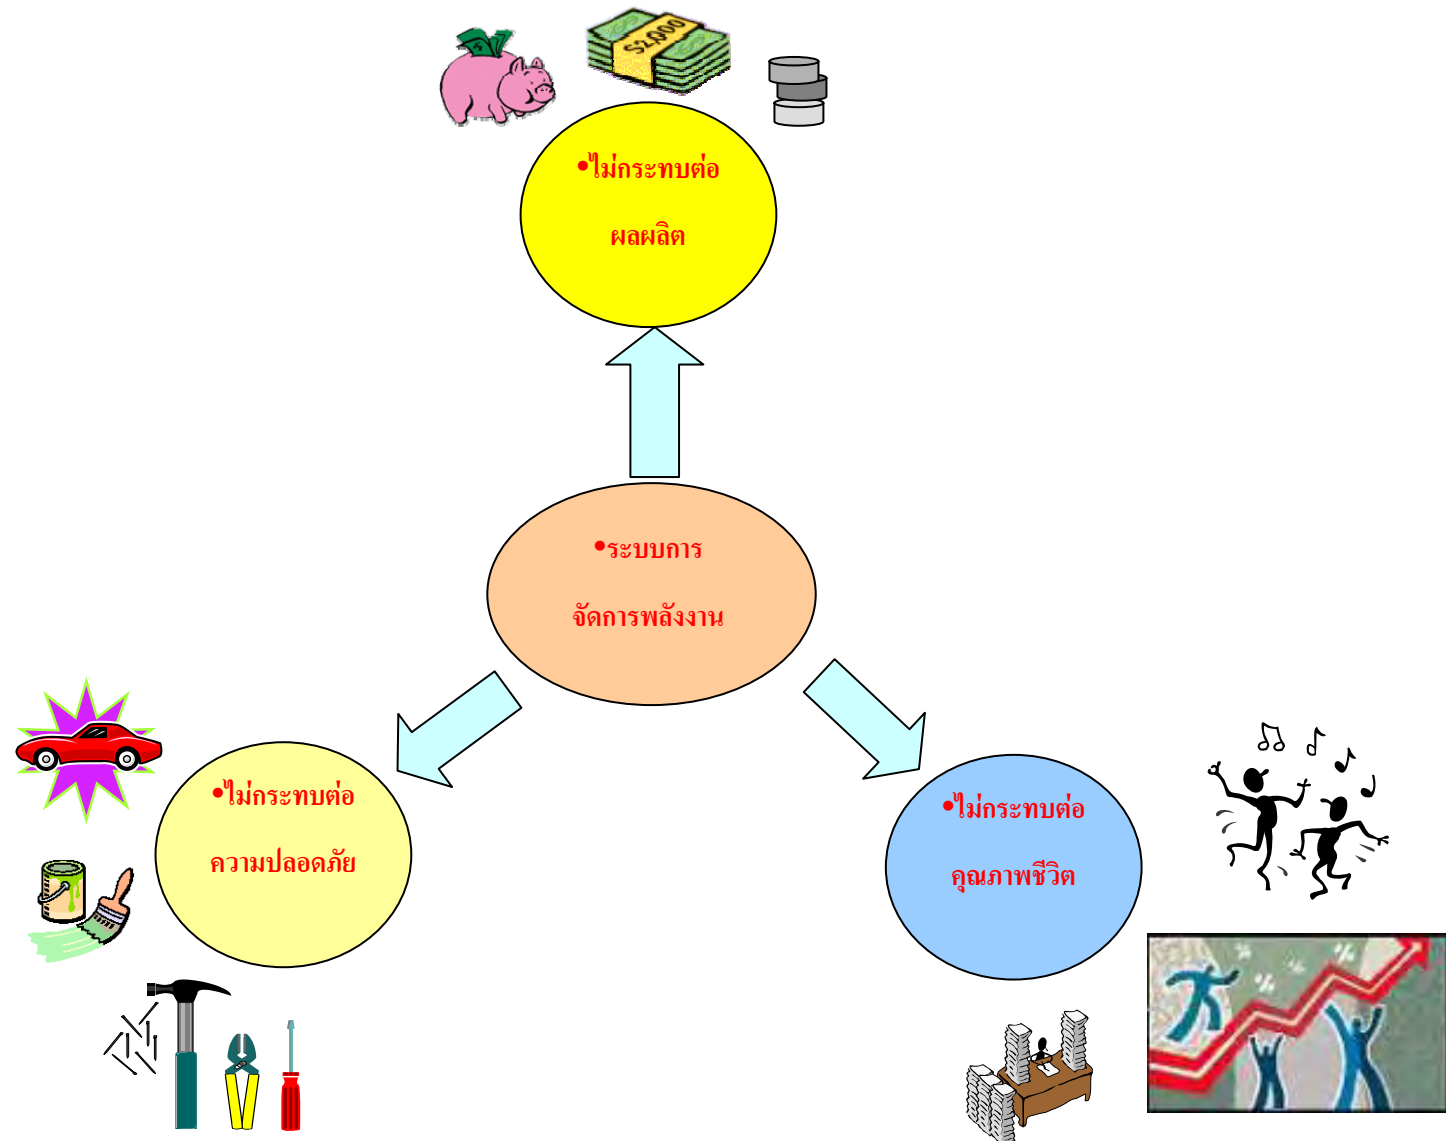 $2,000
•ไม่กระทบต่อ
ผลผลิต
•ระบบการ
จัดการพลังงาน
•ไม่กระทบต่อ
ความปลอดภัย
•ไม่กระทบต่อ
คุณภาพชีวิต